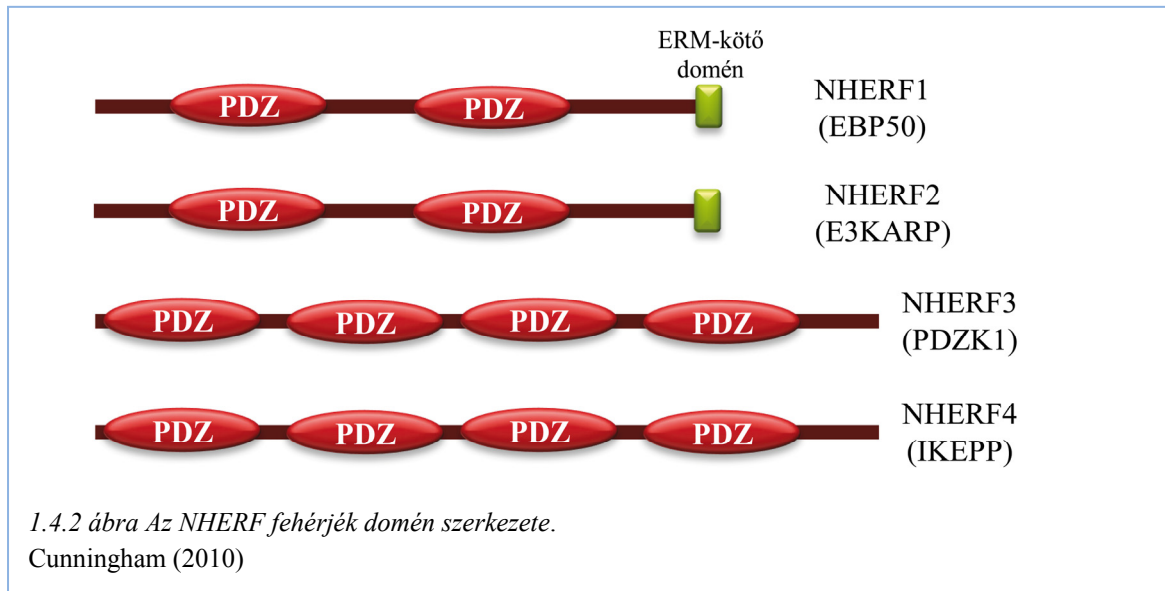 ERM-kötő
domén
PDZ PDZ NHERF1
(EBP50)
PDZ PDZ NHERF2
(E3KARP)
PDZ PDZ PDZ PDZ NHERF3
(PDZK1)
PDZ PDZ PDZ PDZ NHERF4
(IKEPP)
1.4.2 ábra Az NHERF fehérjék domén szerkezete.
Cunningham (2010)